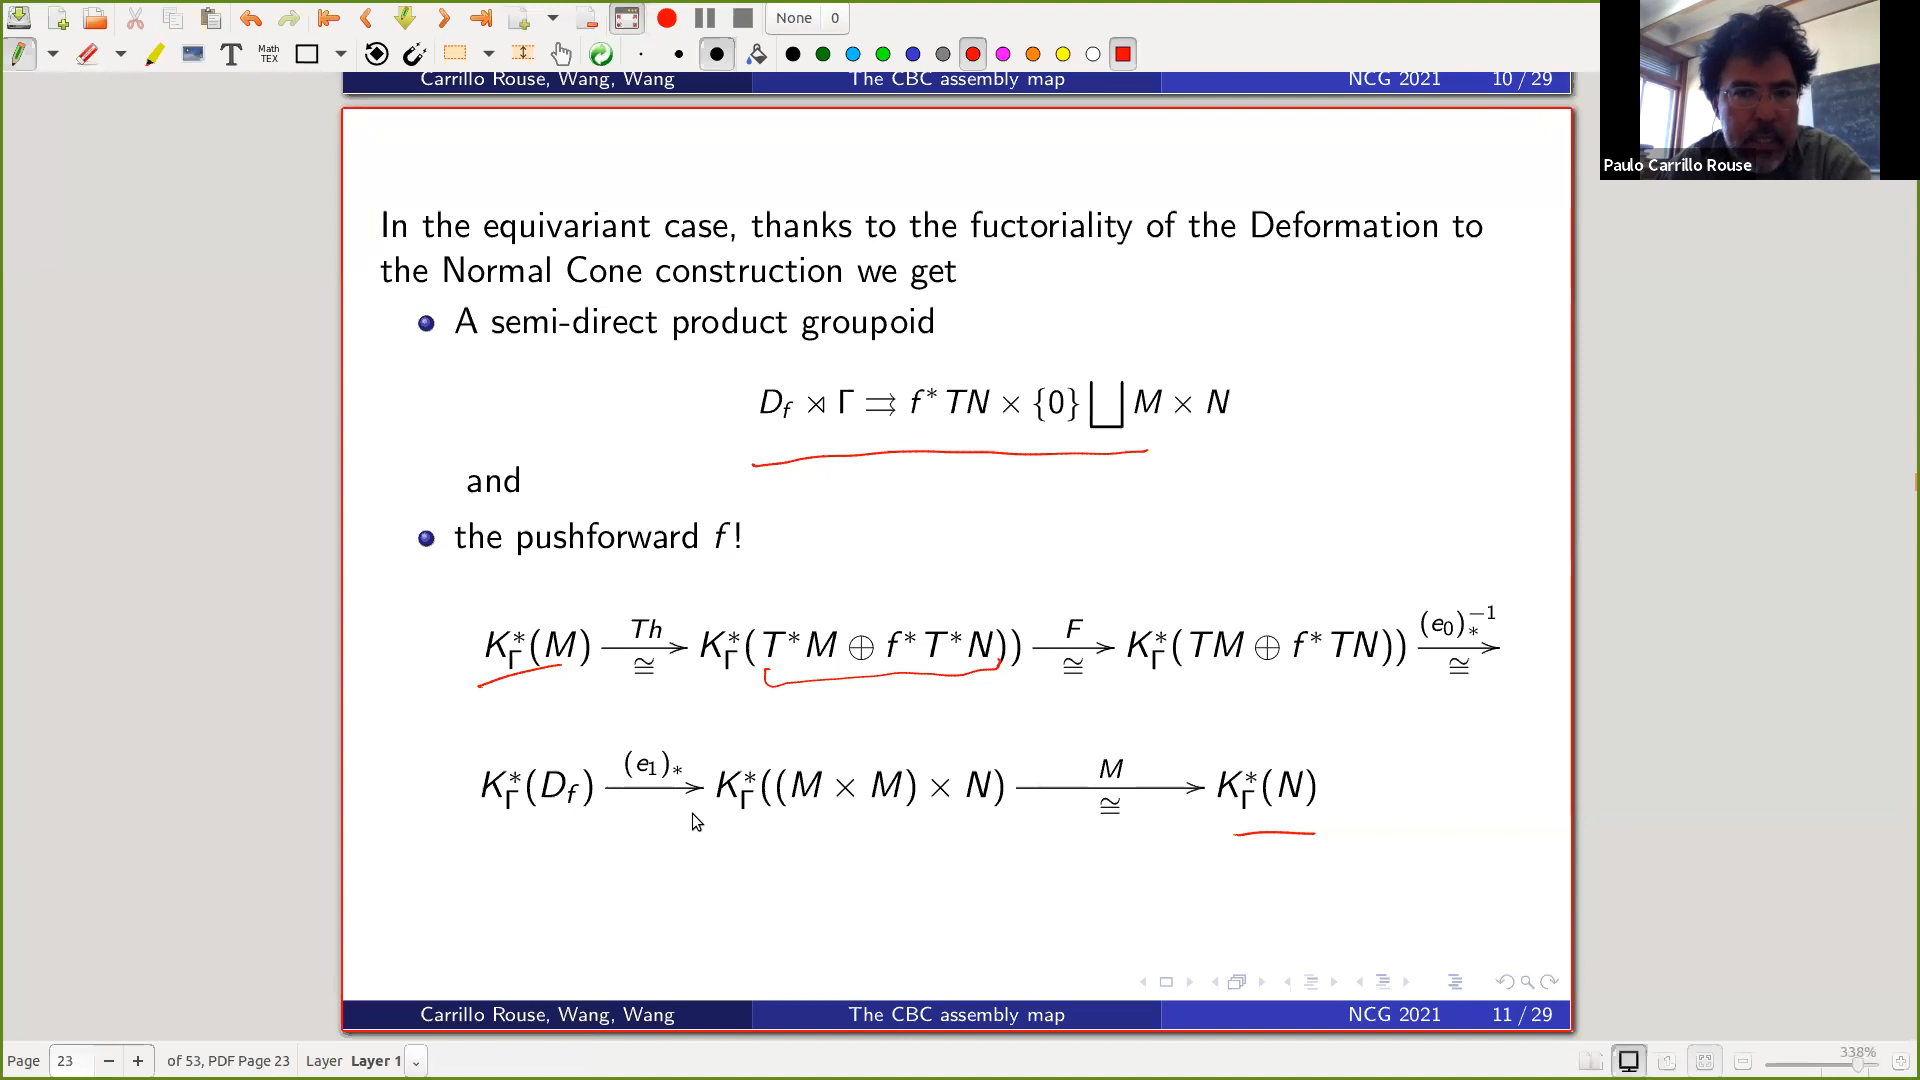 None 0
T Math TEX
Carrillo Rouse, Wang, Wang The CBC assembly map NCG 2021 10 / 29
Paulo Carrillo Rouse
In the equivariant case, thanks to the fuctoriality of the Deformation to
the Normal Cone construction we get
A semi-direct product groupoid
D_f ⋊ Γ ⇉ f* TN × {0} ⨆ M × N
and
the pushforward f!
K*_Γ(M) —Th/≅→ K*_Γ(T*M ⊕ f*T*N)) —F/≅→ K*_Γ(TM ⊕ f*TN)) —(e_0)_*^{-1}/≅→
K*_Γ(D_f) —(e_1)_*→ K*_Γ((M × M) × N) —M/≅→ K*_Γ(N)
Carrillo Rouse, Wang, Wang The CBC assembly map NCG 2021 11 / 29
Page 23 − + of 53, PDF Page 23 Layer Layer 1 338%